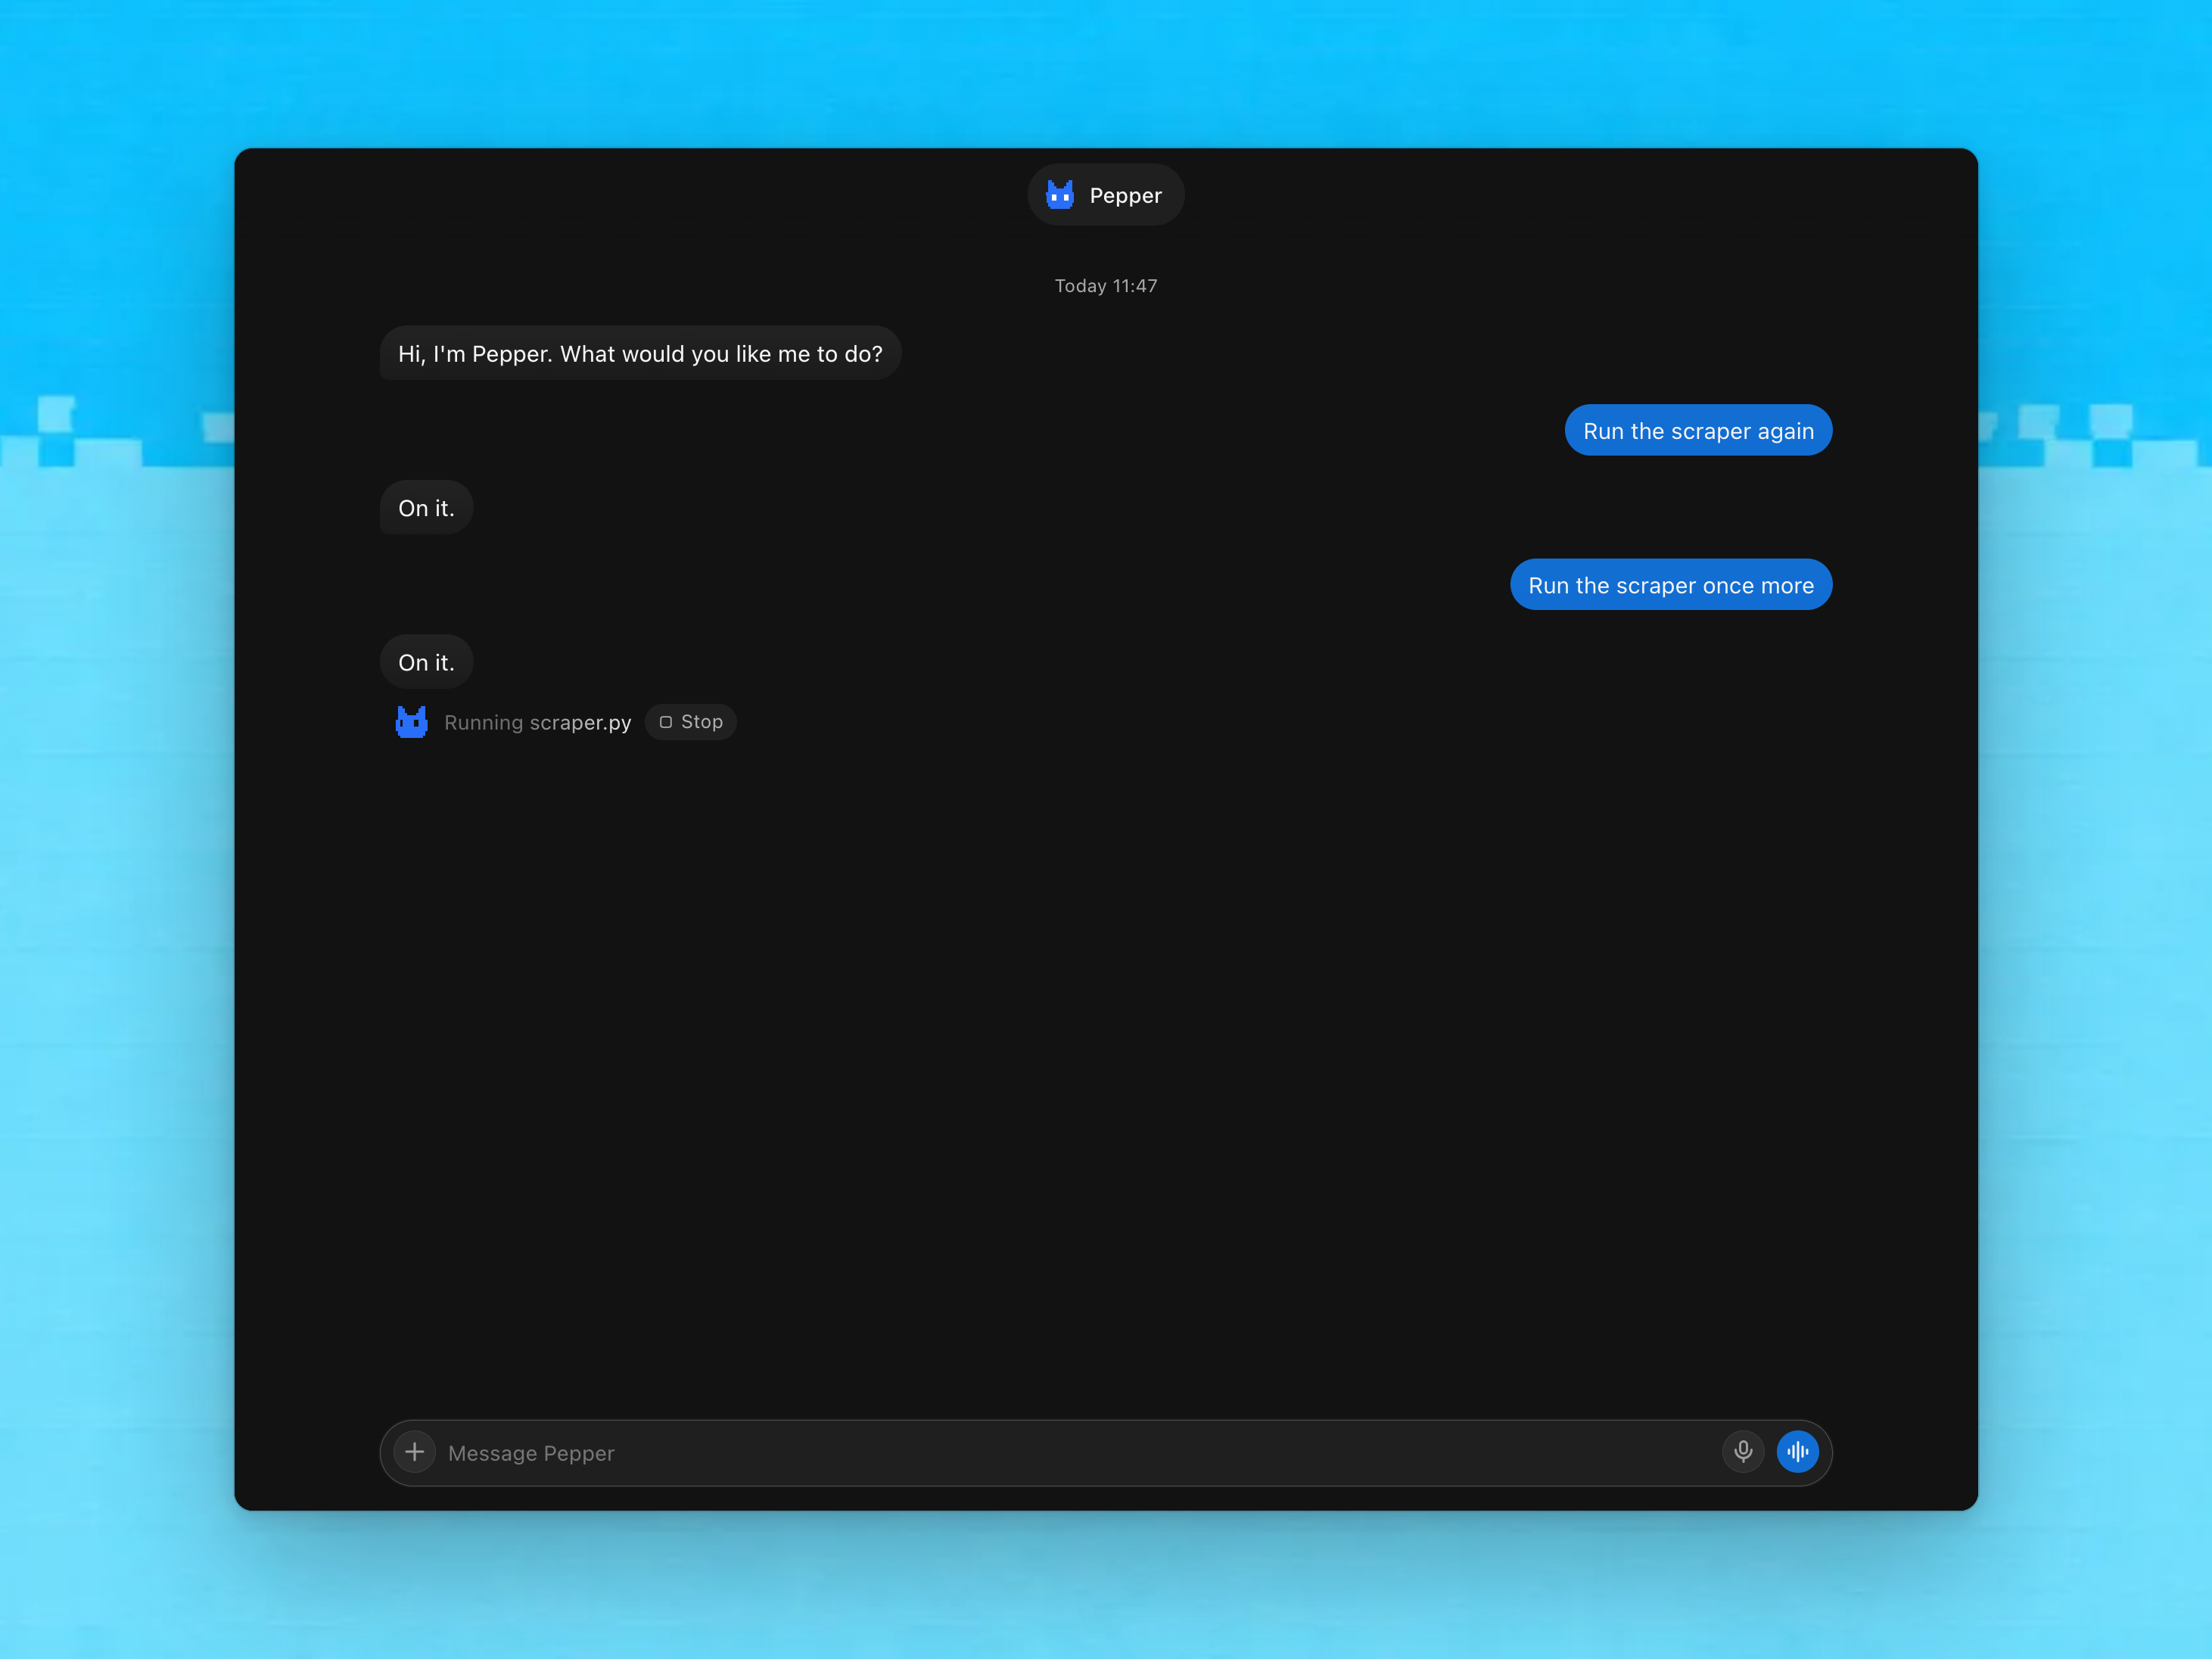 Pepper
Today 11:47
Hi, I'm Pepper. What would you like me to do?
Run the scraper again
On it.
Run the scraper once more
On it.
Running scraper.py Stop
Message Pepper